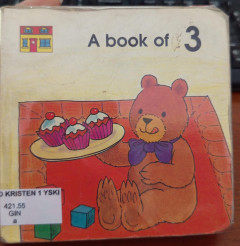 A book of 3
D KRISTEN 1 YSKI
421.55
GIN
a